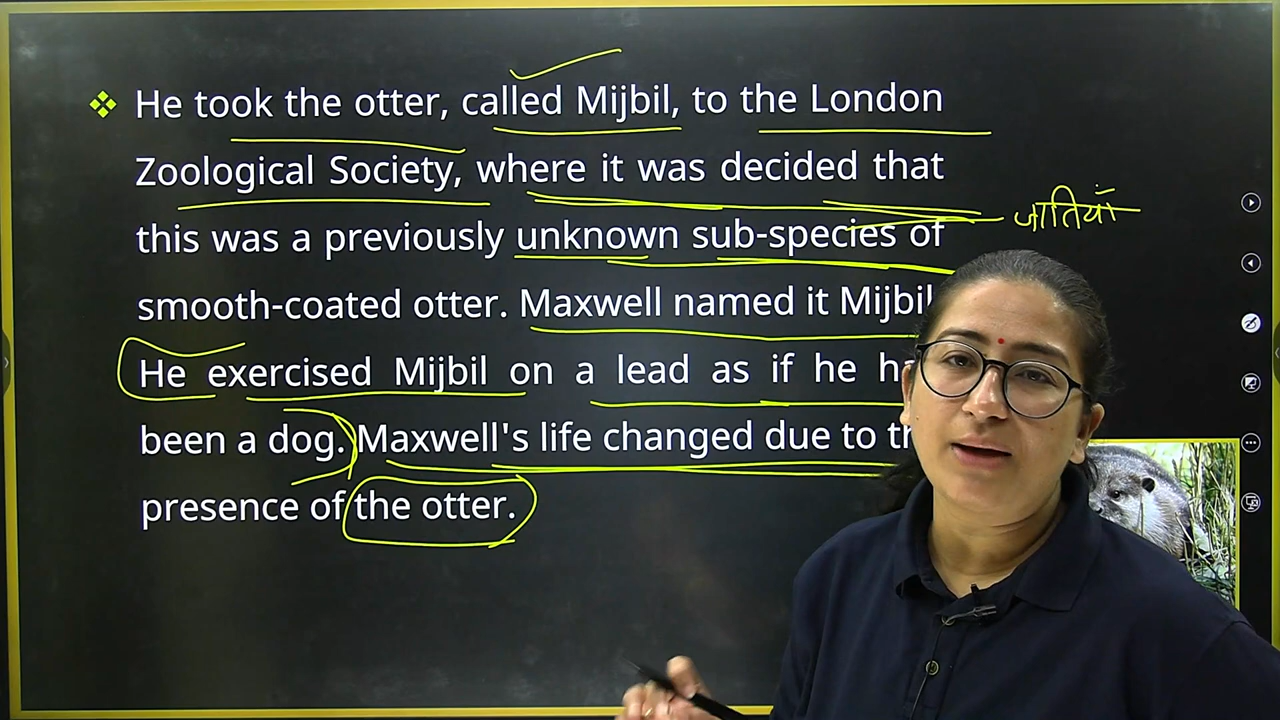 He took the otter, called Mijbil, to the London
Zoological Society, where it was decided that
this was a previously unknown sub-species of
जातियाँ
smooth-coated otter. Maxwell named it Mijbil
He exercised Mijbil on a lead as if he
been a dog. Maxwell's life changed due to
presence of the otter.